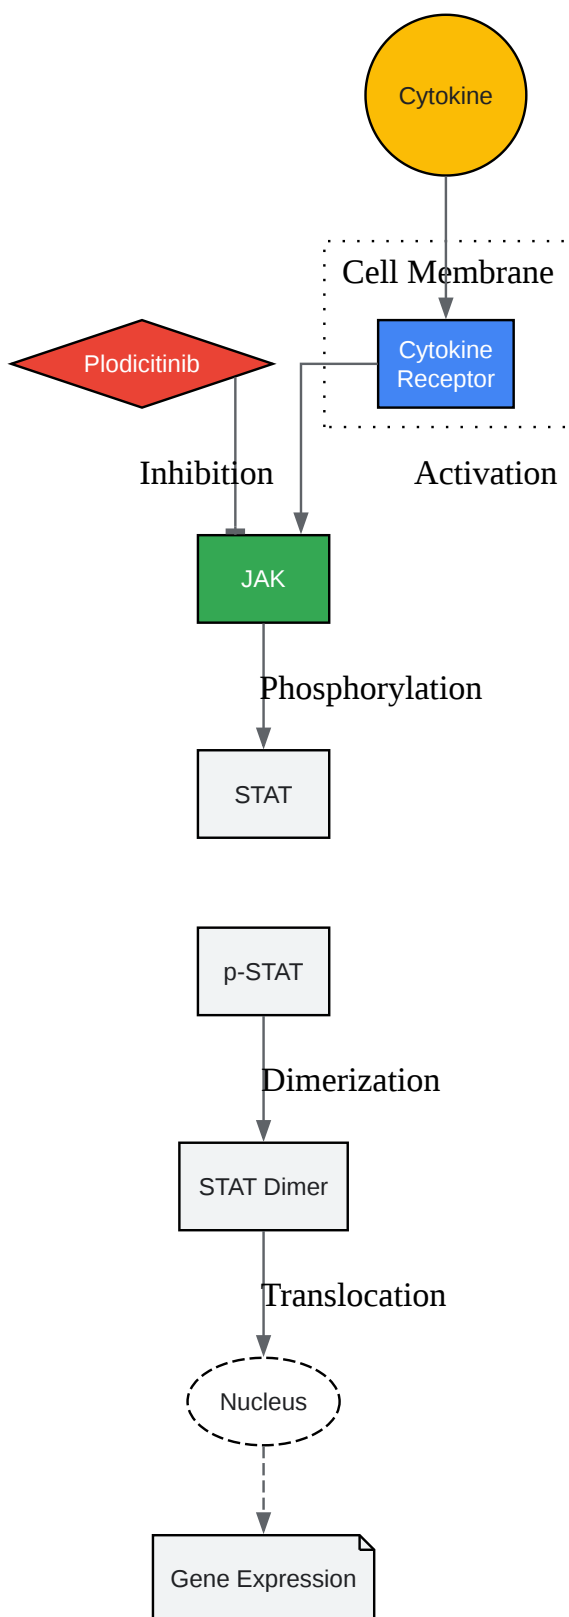 Cytokine
Cell Membrane
Cytokine
Receptor
Plodicitinib
Inhibition
Activation
JAK
Phosphorylation
STAT
p-STAT
Dimerization
STAT Dimer
Translocation
Nucleus
Gene Expression